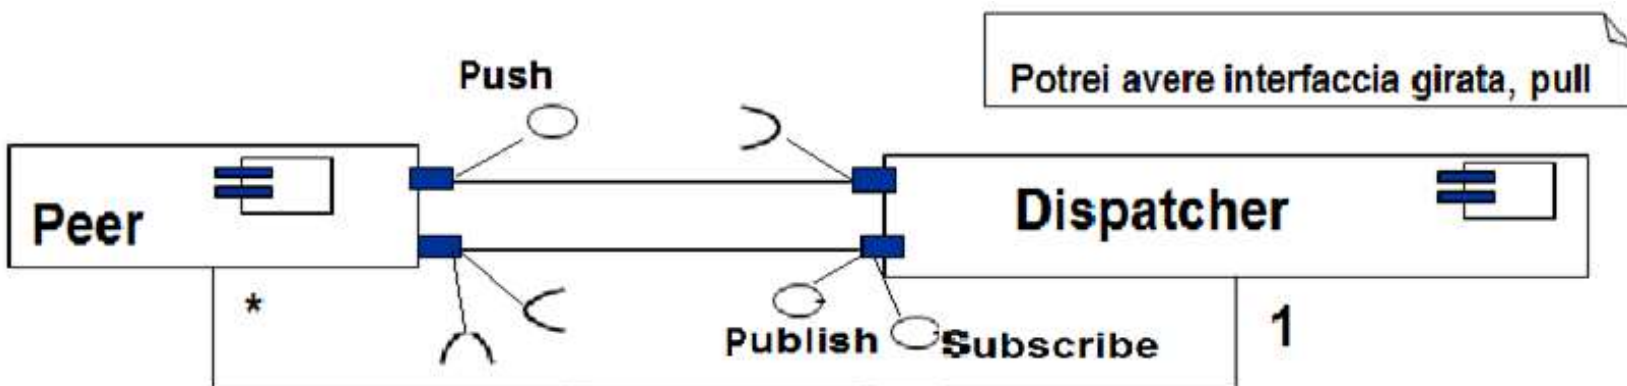 Push
Potrei avere interfaccia girata, pull
Peer
Dispatcher
*
Publish
Subscribe
1